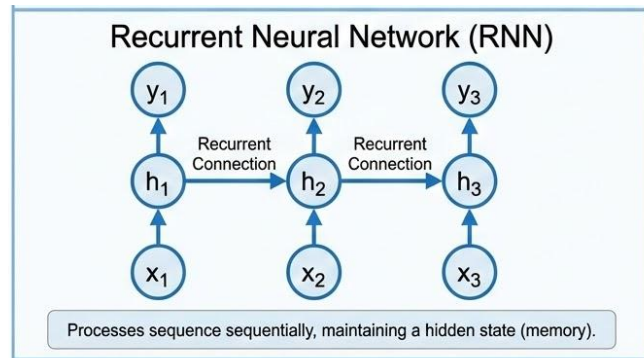 Recurrent Neural Network (RNN)
y₁ y₂ y₃
Recurrent Connection Recurrent Connection
h₁ h₂ h₃
x₁ x₂ x₃
Processes sequence sequentially, maintaining a hidden state (memory).